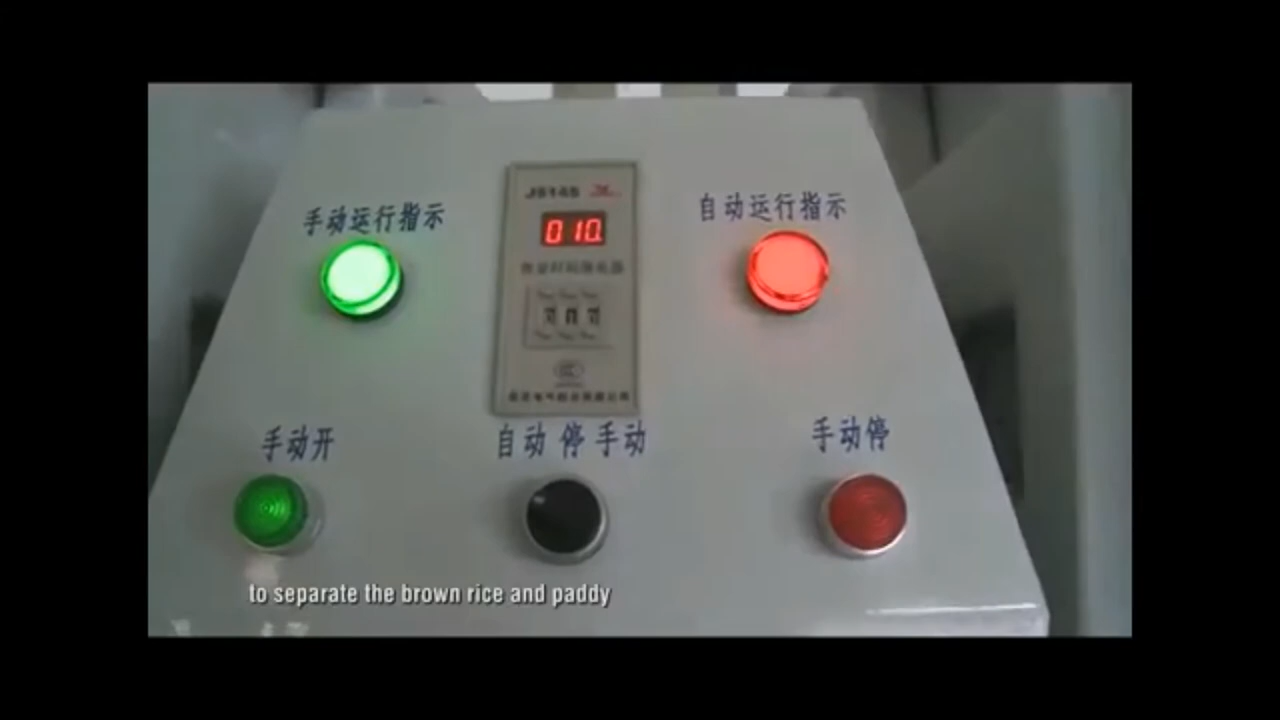 JS14S
手动运行指示
010.
自动运行指示
手动开
自动 停 手动
手动停
to separate the brown rice and paddy